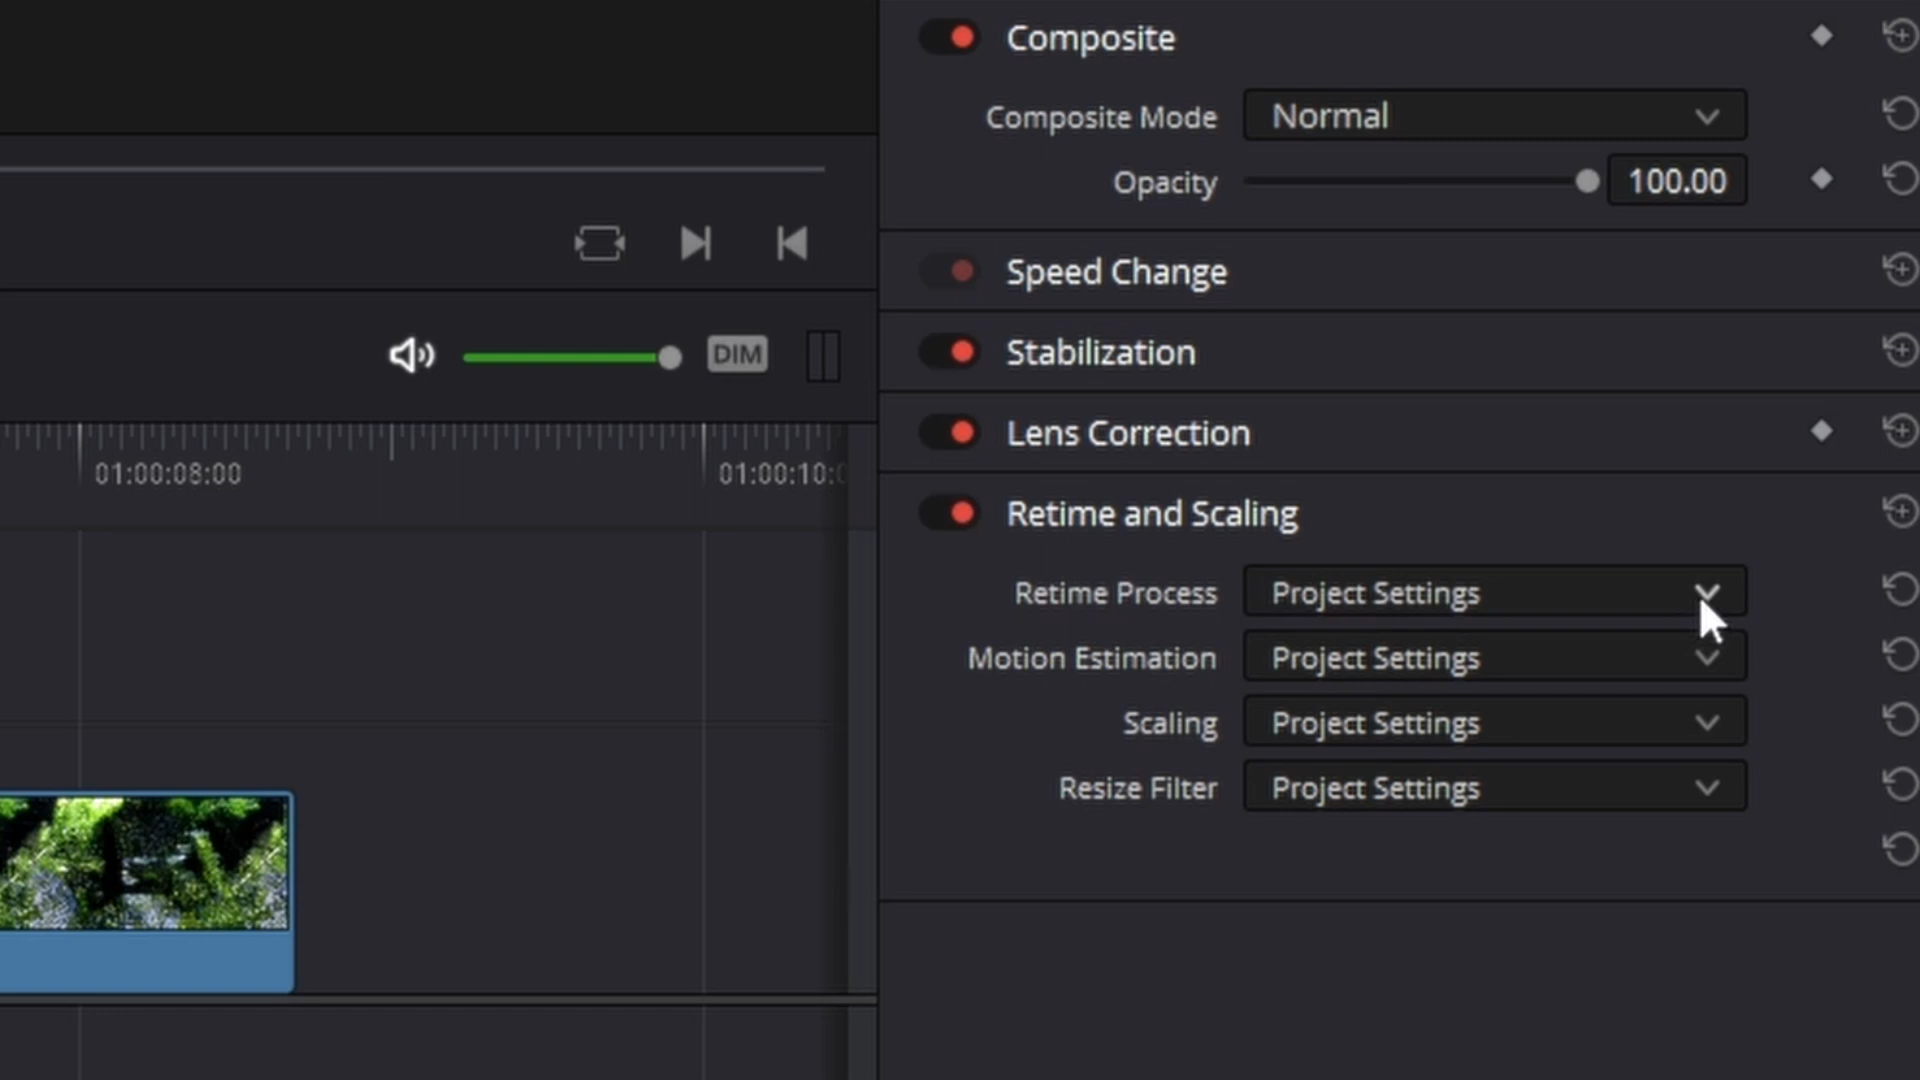 Composite
Composite Mode Normal
Opacity 100.00
Speed Change
DIM
Stabilization
Lens Correction
01:00:08:00
Retime and Scaling
Retime Process Project Settings
Motion Estimation Project Settings
Scaling Project Settings
Resize Filter Project Settings